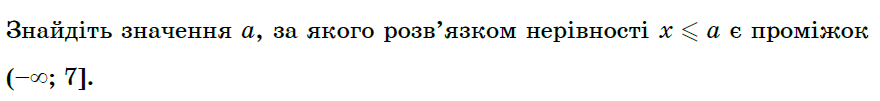 Знайдіть значення a, за якого розв’язком нерівності x ⩽ a є проміжок
(−∞; 7].